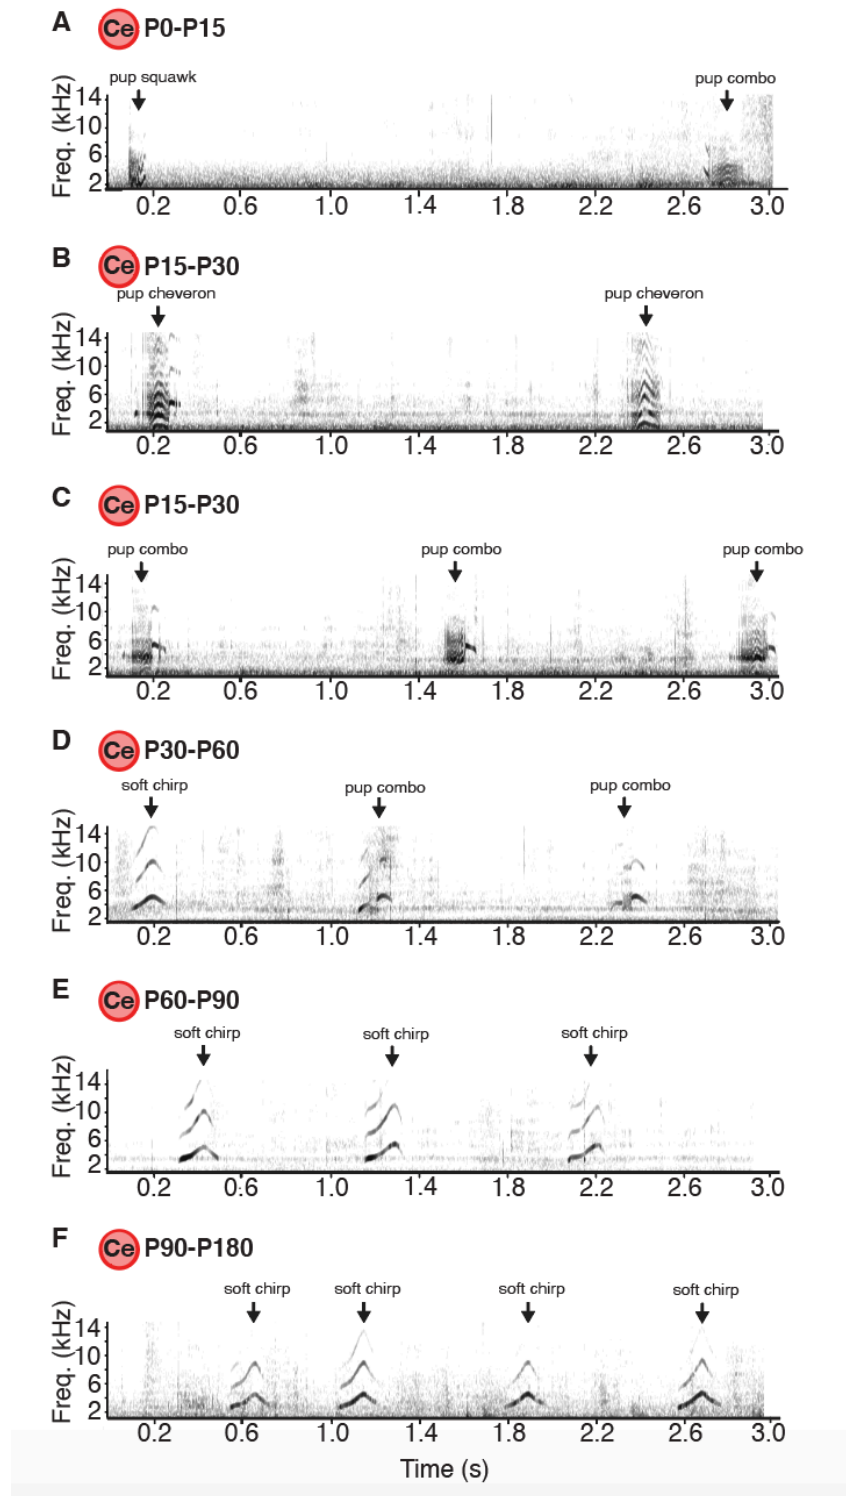 A Ce P0-P15
pup squawk pup combo
Freq. (kHz)
14
10
6
2
0.2 0.6 1.0 1.4 1.8 2.2 2.6 3.0
B Ce P15-P30
pup cheveron pup cheveron
Freq. (kHz)
14
10
6
2
0.2 0.6 1.0 1.4 1.8 2.2 2.6 3.0
C Ce P15-P30
pup combo pup combo pup combo
Freq. (kHz)
14
10
6
2
0.2 0.6 1.0 1.4 1.8 2.2 2.6 3.0
D Ce P30-P60
soft chirp pup combo pup combo
Freq. (kHz)
14
10
6
2
0.2 0.6 1.0 1.4 1.8 2.2 2.6 3.0
E Ce P60-P90
soft chirp soft chirp soft chirp
Freq. (kHz)
14
10
6
2
0.2 0.6 1.0 1.4 1.8 2.2 2.6 3.0
F Ce P90-P180
soft chirp soft chirp soft chirp soft chirp
Freq. (kHz)
14
10
6
2
0.2 0.6 1.0 1.4 1.8 2.2 2.6 3.0
Time (s)